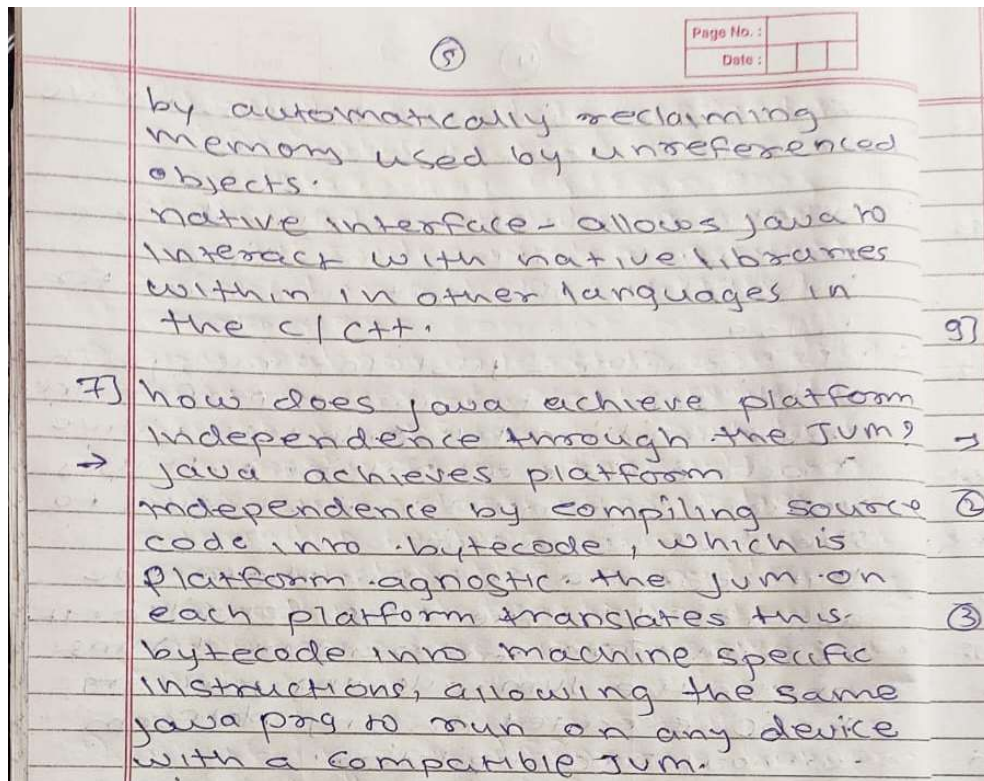 Page No. :
Date :
5
by automatically reclaiming
memory used by unreferenced
objects.
native interface - allows java to
interact with native libraries
within in other languages in
the c/c++.
9]
7] how does java achieve platform
independence through the JVM?
→ java achieves platform
independence by compiling source
②
code into bytecode, which is
platform agnostic. the jvm on
each platform translates this
③
bytecode into machine specific
instructions, allowing the same
java prg to run on any device
with a compatible JVM.